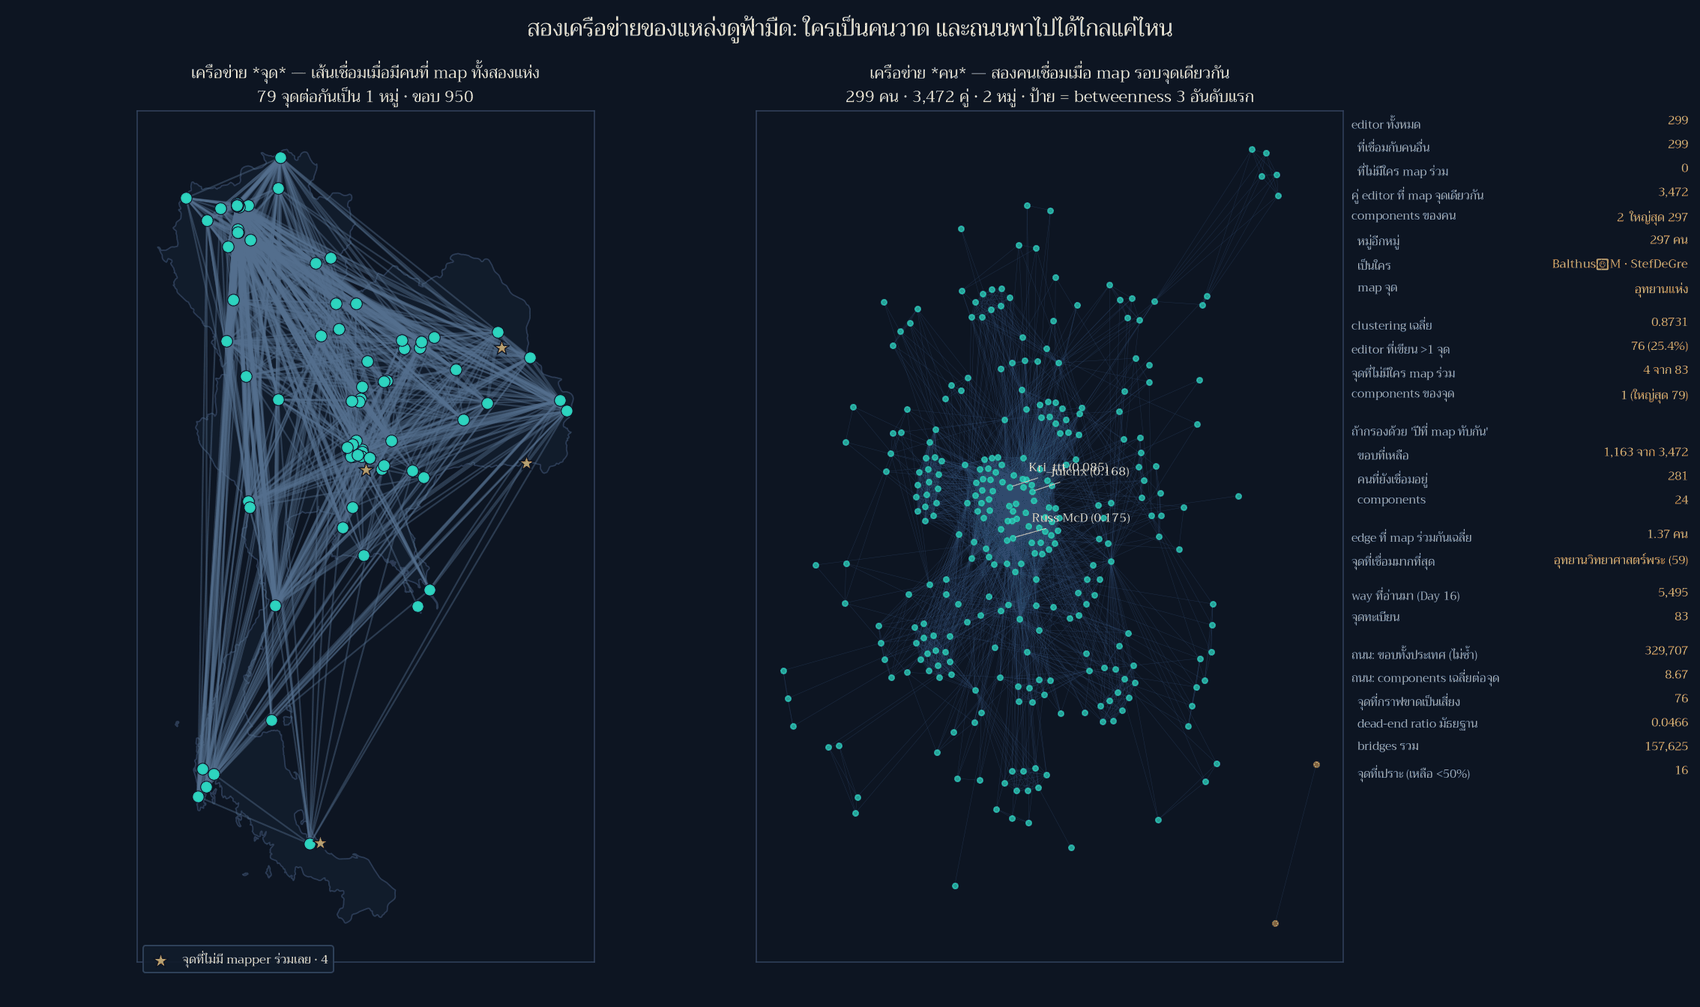 สองเครือข่ายของแหล่งดูฟ้ามืด: ใครเป็นคนวาด และถนนพาไปได้ไกลแค่ไหน
เครือข่าย *จุด* — เส้นเชื่อมเมื่อมีคนที่ map ทั้งสองแห่ง
79 จุดต่อกันเป็น 1 หมู่ · ขอบ 950
จุดที่ไม่มี mapper ร่วมเลย · 4
เครือข่าย *คน* — สองคนเชื่อมเมื่อ map รอบจุดเดียวกัน
299 คน · 3,472 คู่ · 2 หมู่ · ป้าย = betweenness 3 อันดับแรก
Kri_ttt (0.085)
Julenx (0.168)
Russ McD (0.175)
editor ทั้งหมด 299
ที่เชื่อมกับคนอื่น 299
ที่ไม่มีใคร map ร่วม 0
คู่ editor ที่ map จุดเดียวกัน 3,472
components ของคน 2 ใหญ่สุด 297
หมู่อีกหมู่ 297 คน
เป็นใคร Balthus M · StefDeGre
map จุด อุทยานแห่ง
clustering เฉลี่ย 0.8731
editor ที่เขียน >1 จุด 76 (25.4%)
จุดที่ไม่มีใคร map ร่วม 4 จาก 83
components ของจุด 1 (ใหญ่สุด 79)
ถ้ากรองด้วย 'ปีที่ map ทับกัน'
ขอบที่เหลือ 1,163 จาก 3,472
คนที่ยังเชื่อมอยู่ 281
components 24
edge ที่ map ร่วมกันเฉลี่ย 1.37 คน
จุดที่เชื่อมมากที่สุด อุทยานวิทยาศาสตร์พระ (59)
way ที่อ่านมา (Day 16) 5,495
จุดทะเบียน 83
ถนน: ขอบทั้งประเทศ (ไม่ซ้ำ) 329,707
ถนน: components เฉลี่ยต่อจุด 8.67
จุดที่กราฟขาดเป็นเสี่ยง 76
dead-end ratio มัธยฐาน 0.0466
bridges รวม 157,625
จุดที่เปราะ (เหลือ <50%) 16